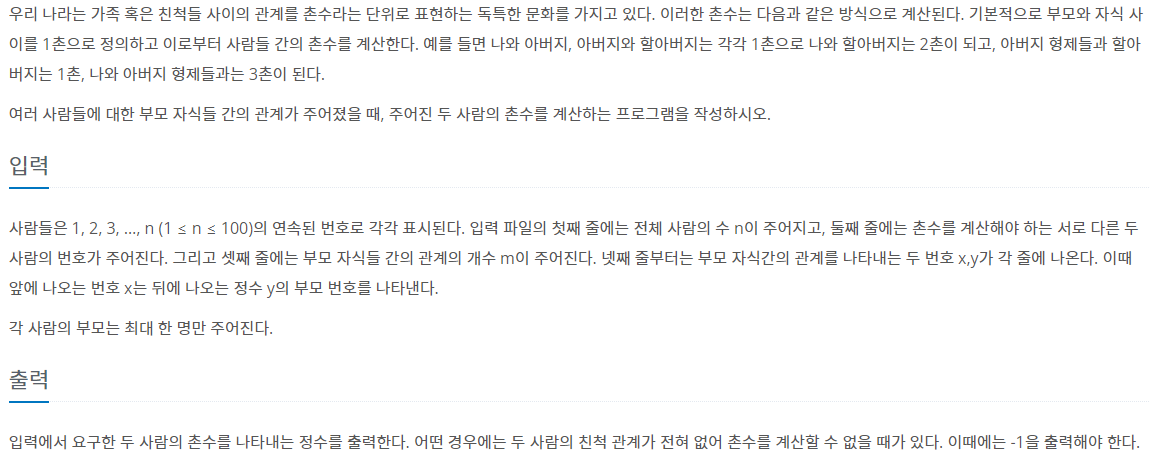 우리 나라는 가족 혹은 친척들 사이의 관계를 촌수라는 단위로 표현하는 독특한 문화를 가지고 있다. 이러한 촌수는 다음과 같은 방식으로 계산된다. 기본적으로 부모와 자식 사
이를 1촌으로 정의하고 이로부터 사람들 간의 촌수를 계산한다. 예를 들면 나와 아버지, 아버지와 할아버지는 각각 1촌으로 나와 할아버지는 2촌이 되고, 아버지 형제들과 할아
버지는 1촌, 나와 아버지 형제들과는 3촌이 된다.
여러 사람들에 대한 부모 자식들 간의 관계가 주어졌을 때, 주어진 두 사람의 촌수를 계산하는 프로그램을 작성하시오.
입력
사람들은 1, 2, 3, …, n (1 ≤ n ≤ 100)의 연속된 번호로 각각 표시된다. 입력 파일의 첫째 줄에는 전체 사람의 수 n이 주어지고, 둘째 줄에는 촌수를 계산해야 하는 서로 다른 두
사람의 번호가 주어진다. 그리고 셋째 줄에는 부모 자식들 간의 관계의 개수 m이 주어진다. 넷째 줄부터는 부모 자식간의 관계를 나타내는 두 번호 x,y가 각 줄에 나온다. 이때
앞에 나오는 번호 x는 뒤에 나오는 정수 y의 부모 번호를 나타낸다.
각 사람의 부모는 최대 한 명만 주어진다.
출력
입력에서 요구한 두 사람의 촌수를 나타내는 정수를 출력한다. 어떤 경우에는 두 사람의 친척 관계가 전혀 없어 촌수를 계산할 수 없을 때가 있다. 이때에는 -1을 출력해야 한다.